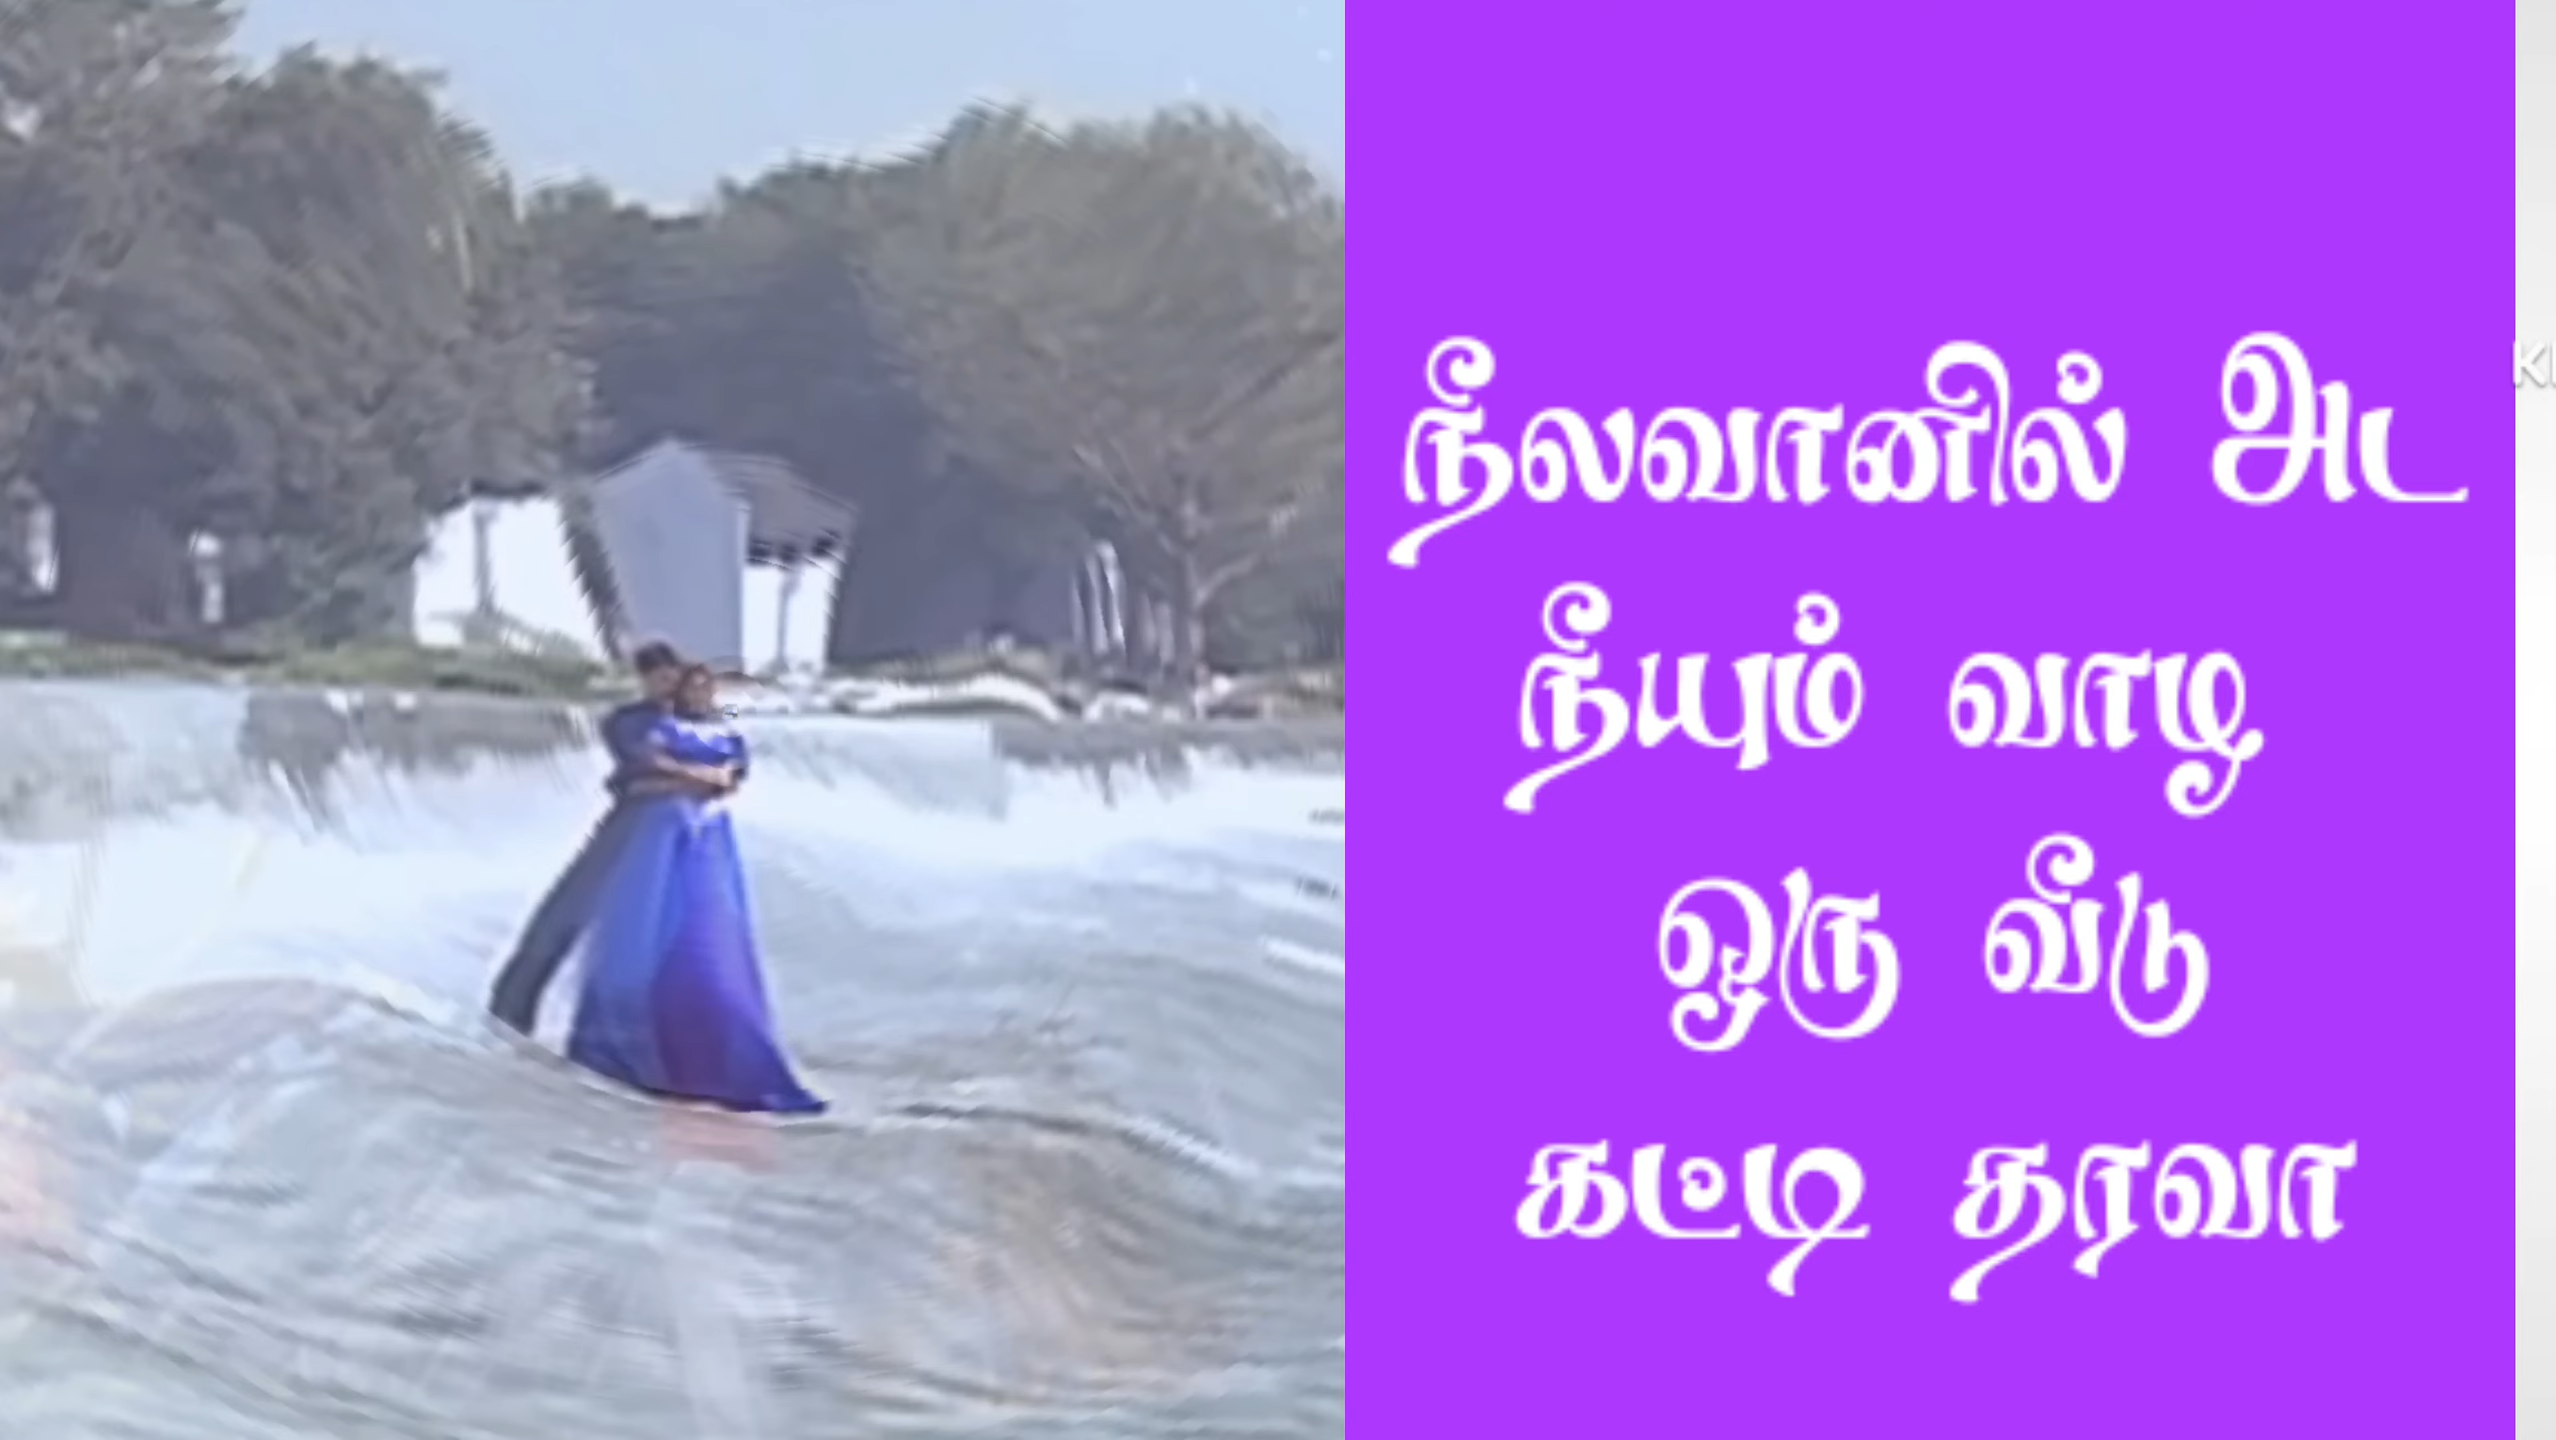 நீலவானில் அட
நீயும் வாழ
ஒரு வீடு
கட்டி தரவா